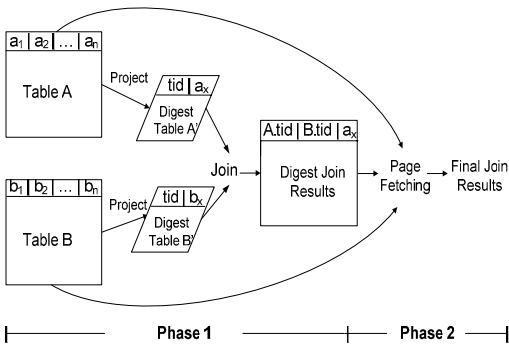 a1 | a2 | ... | an
Table A
Project
tid | ax
Digest
Table A'
b1 | b2 | ... | bn
Table B
Project
tid | bx
Digest
Table B'
Join
A.tid | B.tid | ax
Digest Join
Results
Page
Fetching
Final Join
Results
Phase 1
Phase 2